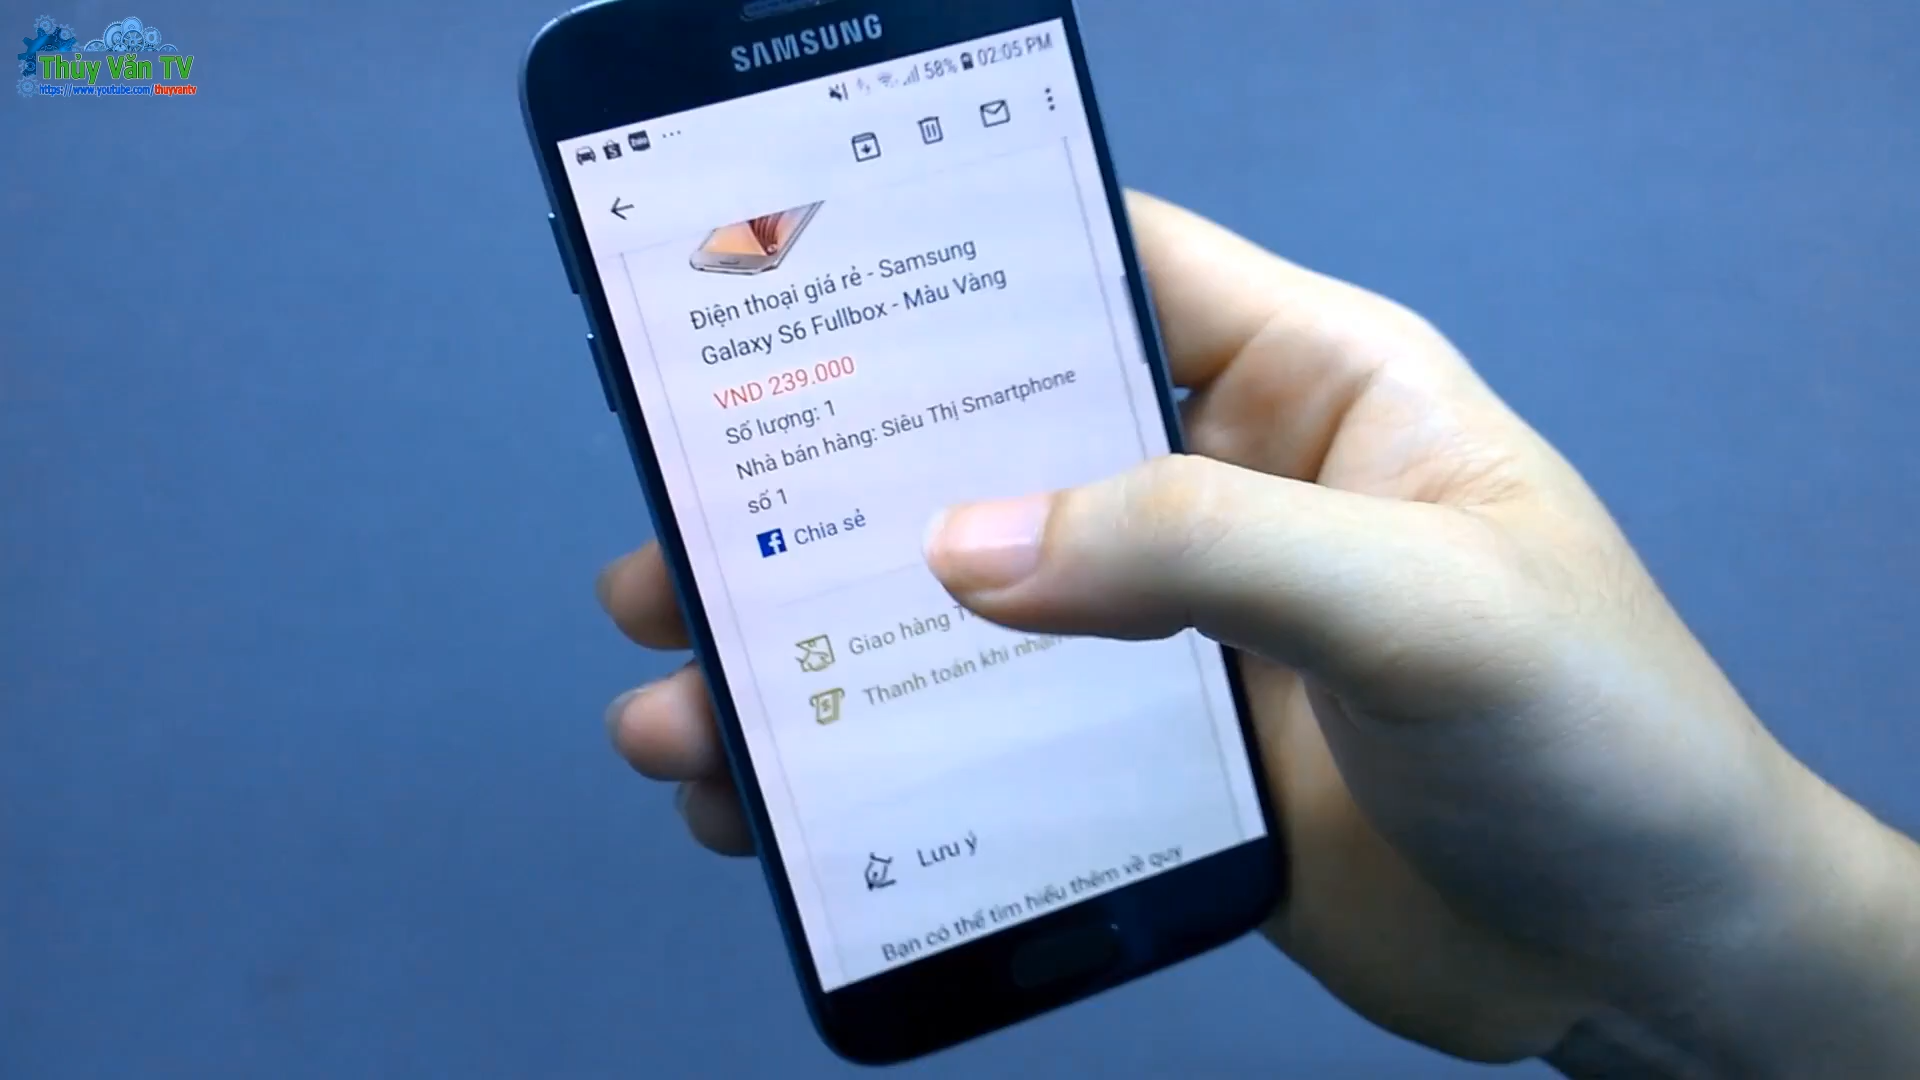 Thủy Vân TV
https://www.youtube.com/thuyvantv
SAMSUNG
58% 02:05 PM
Điện thoại giá rẻ - Samsung
Galaxy S6 Fullbox - Màu Vàng
VND 239.000
Số lượng: 1
Nhà bán hàng: Siêu Thị Smartphone
số 1
Chia sẻ
Giao hàng
Thanh toán khi nhận
Lưu ý
Bạn có thể tìm hiểu thêm về quy